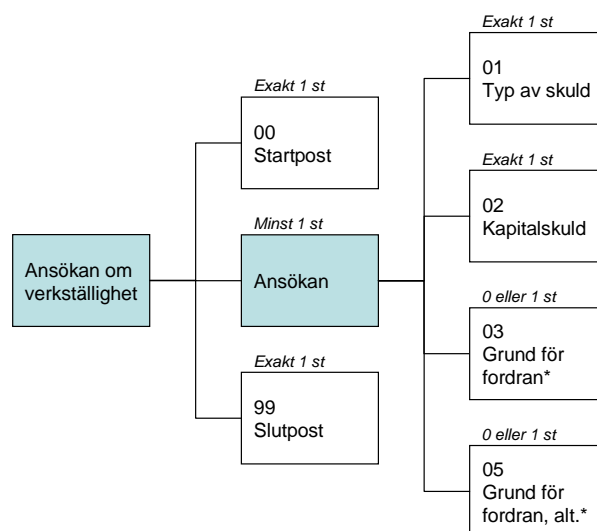 Ansökan om
verkställighet
Exakt 1 st
00
Startpost
Minst 1 st
Ansökan
Exakt 1 st
99
Slutpost
Exakt 1 st
01
Typ av skuld
Exakt 1 st
02
Kapitalskuld
0 eller 1 st
03
Grund för
fordran*
0 eller 1 st
05
Grund för
fordran, alt.*